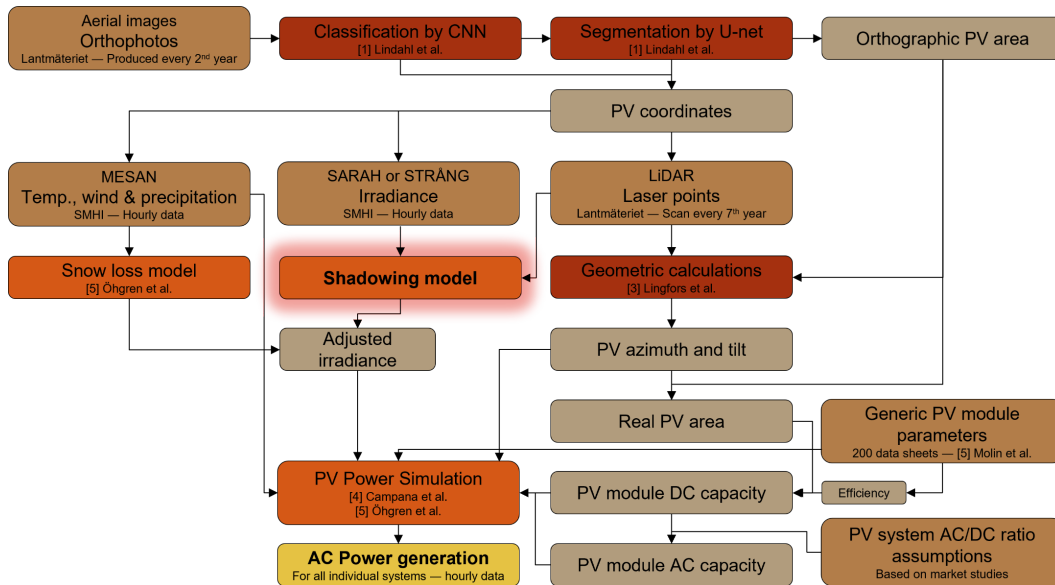 Aerial images
Orthophotos
Lantmäteriet — Produced every 2nd year
Classification by CNN
[1] Lindahl et al.
Segmentation by U-net
[1] Lindahl et al.
Orthographic PV area
PV coordinates
MESAN
Temp., wind & precipitation
SMHI — Hourly data
SARAH or STRÅNG
Irradiance
SMHI — Hourly data
LiDAR
Laser points
Lantmäteriet — Scan every 7th year
Snow loss model
[5] Öhgren et al.
Shadowing model
Geometric calculations
[3] Lingfors et al.
Adjusted
irradiance
PV azimuth and tilt
Real PV area
Generic PV module
parameters
200 data sheets — [5] Molin et al.
PV Power Simulation
[4] Campana et al.
[5] Öhgren et al.
PV module DC capacity
Efficiency
AC Power generation
For all individual systems — hourly data
PV module AC capacity
PV system AC/DC ratio
assumptions
Based on market studies